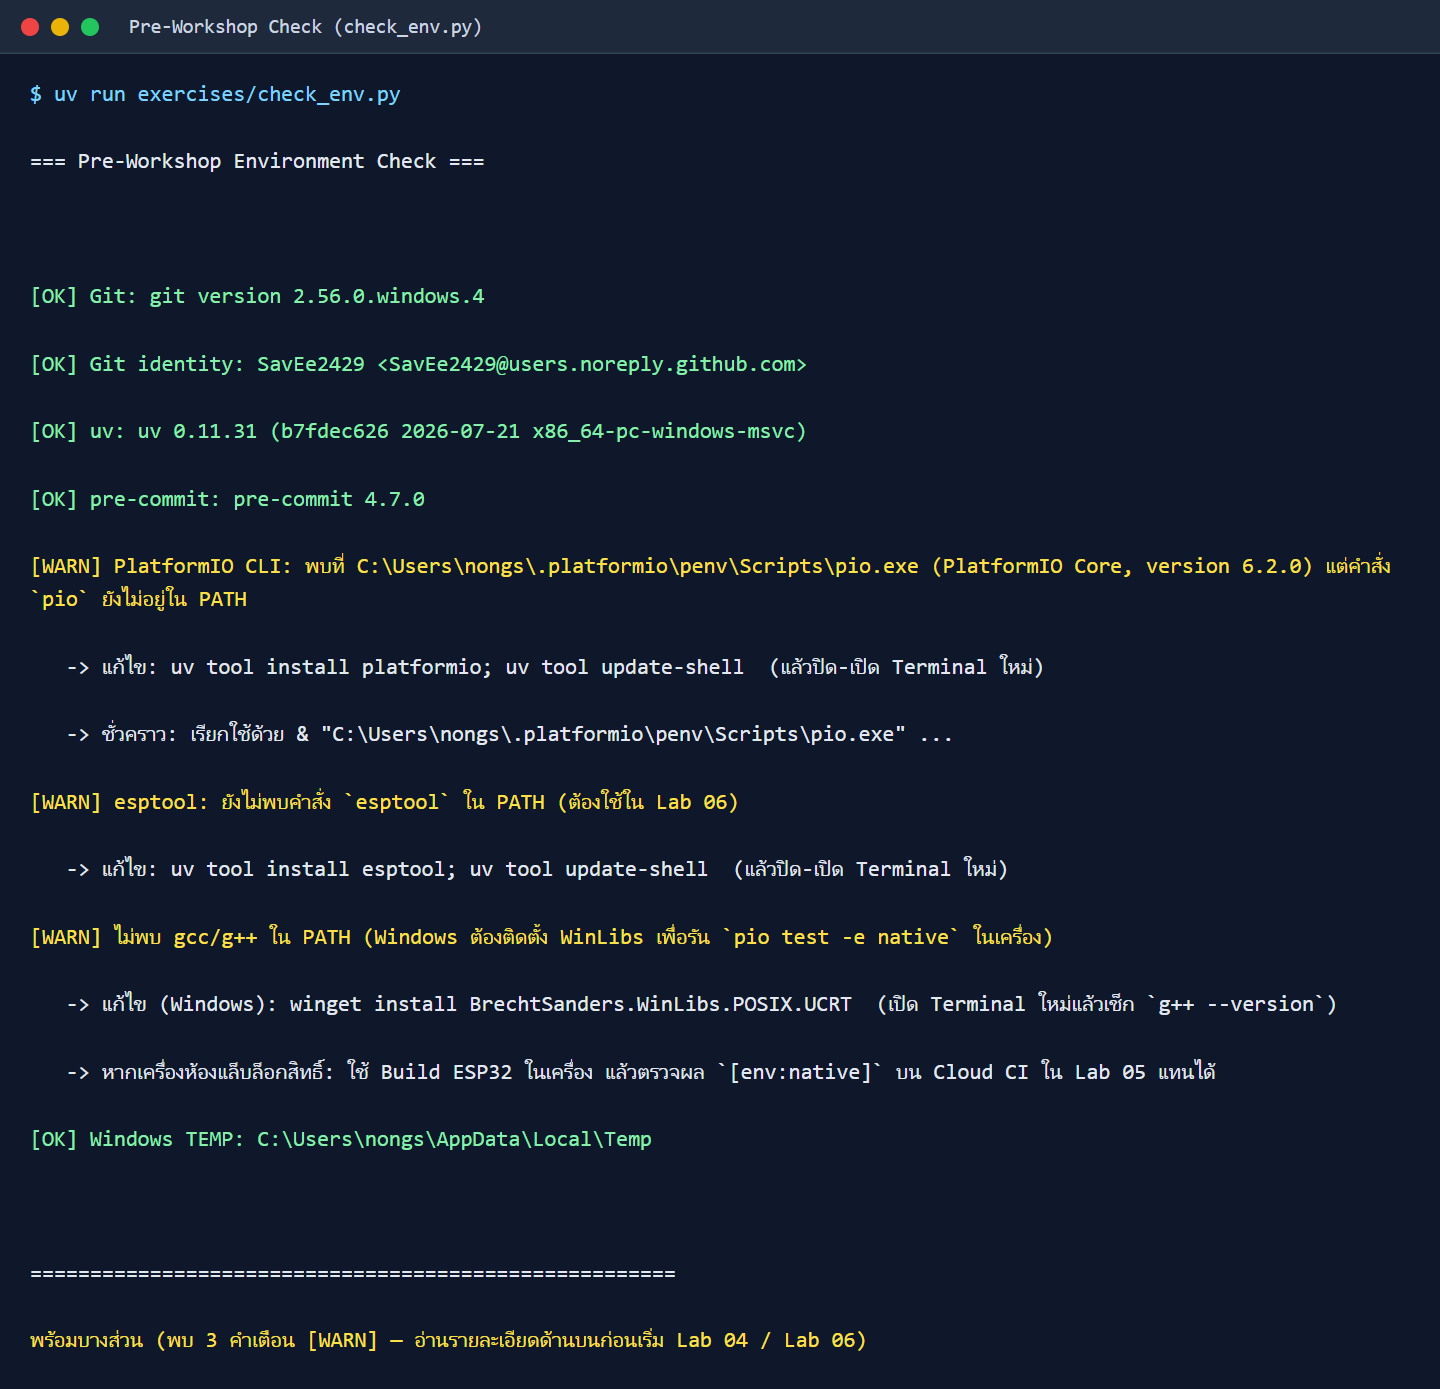 Pre-Workshop Check (check_env.py)
$ uv run exercises/check_env.py
=== Pre-Workshop Environment Check ===
[OK] Git: git version 2.56.0.windows.4
[OK] Git identity: SavEe2429 <SavEe2429@users.noreply.github.com>
[OK] uv: uv 0.11.31 (b7fdec626 2026-07-21 x86_64-pc-windows-msvc)
[OK] pre-commit: pre-commit 4.7.0
[WARN] PlatformIO CLI: พบที่ C:\Users\nongs\.platformio\penv\Scripts\pio.exe (PlatformIO Core, version 6.2.0) แต่คำสั่ง
`pio` ยังไม่อยู่ใน PATH
-> แก้ไข: uv tool install platformio; uv tool update-shell  (แล้วปิด-เปิด Terminal ใหม่)
-> ชั่วคราว: เรียกใช้ด้วย & "C:\Users\nongs\.platformio\penv\Scripts\pio.exe" ...
[WARN] esptool: ยังไม่พบคำสั่ง `esptool` ใน PATH (ต้องใช้ใน Lab 06)
-> แก้ไข: uv tool install esptool; uv tool update-shell  (แล้วปิด-เปิด Terminal ใหม่)
[WARN] ไม่พบ gcc/g++ ใน PATH (Windows ต้องติดตั้ง WinLibs เพื่อรัน `pio test -e native` ในเครื่อง)
-> แก้ไข (Windows): winget install BrechtSanders.WinLibs.POSIX.UCRT  (เปิด Terminal ใหม่แล้วเช็ก `g++ --version`)
-> หากเครื่องห้องแล็บล็อกสิทธิ์: ใช้ Build ESP32 ในเครื่อง แล้วตรวจผล `[env:native]` บน Cloud CI ใน Lab 05 แทนได้
[OK] Windows TEMP: C:\Users\nongs\AppData\Local\Temp
======================================================
พร้อมบางส่วน (พบ 3 คำเตือน [WARN] — อ่านรายละเอียดด้านบนก่อนเริ่ม Lab 04 / Lab 06)